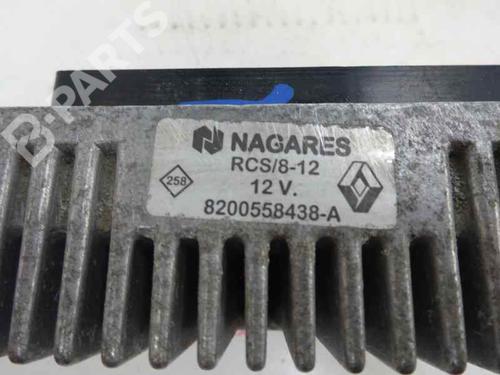 NAGARES
RCS/8-12
258
12 V.
8200558438-A
B-PARTS